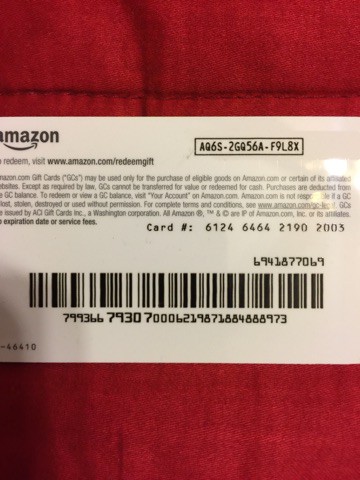 amazon
AQ6S-2GQ56A-F9L8X
o redeem, visit www.amazon.com/redeemgift
mazon.com Gift Cards ("GCs") may be used only for the purchase of eligible goods on Amazon.com or certain of its affiliated
ebsites. Except as required by law, GCs cannot be transferred for value or redeemed for cash. Purchases are deducted from
e GC balance. To redeem or view a GC balance, visit "Your Account" on Amazon.com. Amazon.com is not responsible if a GC
lost, stolen, destroyed or used without permission. For complete terms and conditions, see www.amazon.com/gc-legal. GCs
e issued by ACI Gift Cards Inc., a Washington corporation. All Amazon ®, ™ & © are IP of Amazon.com, Inc. or its affiliates.
o expiration date or service fees.
Card #: 6124 6464 2190 2003
6941877069
799366 7930 7000621987188488 8973
-46410